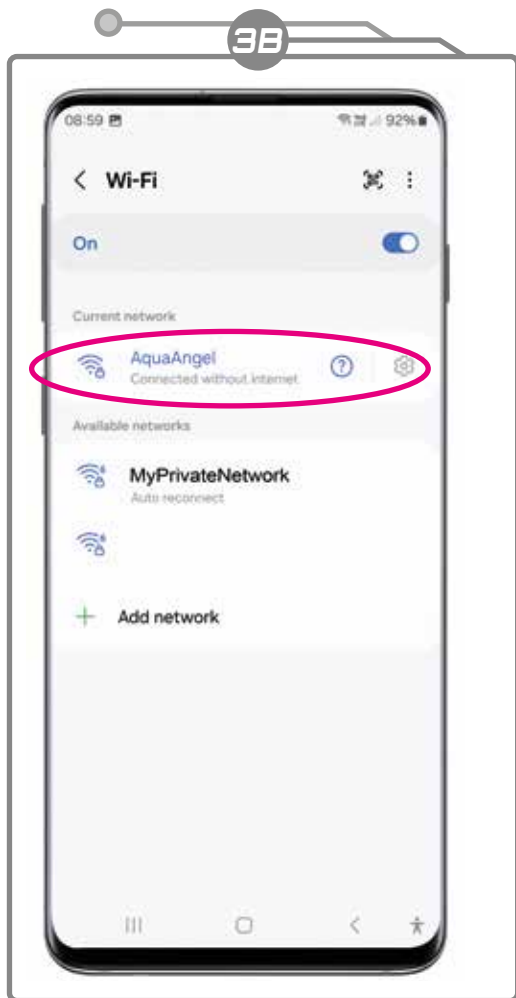 3B
08:59 92%
Wi-Fi
On
Current network
AquaAngel
Connected without internet
?
Available networks
MyPrivateNetwork
Auto reconnect
Add network